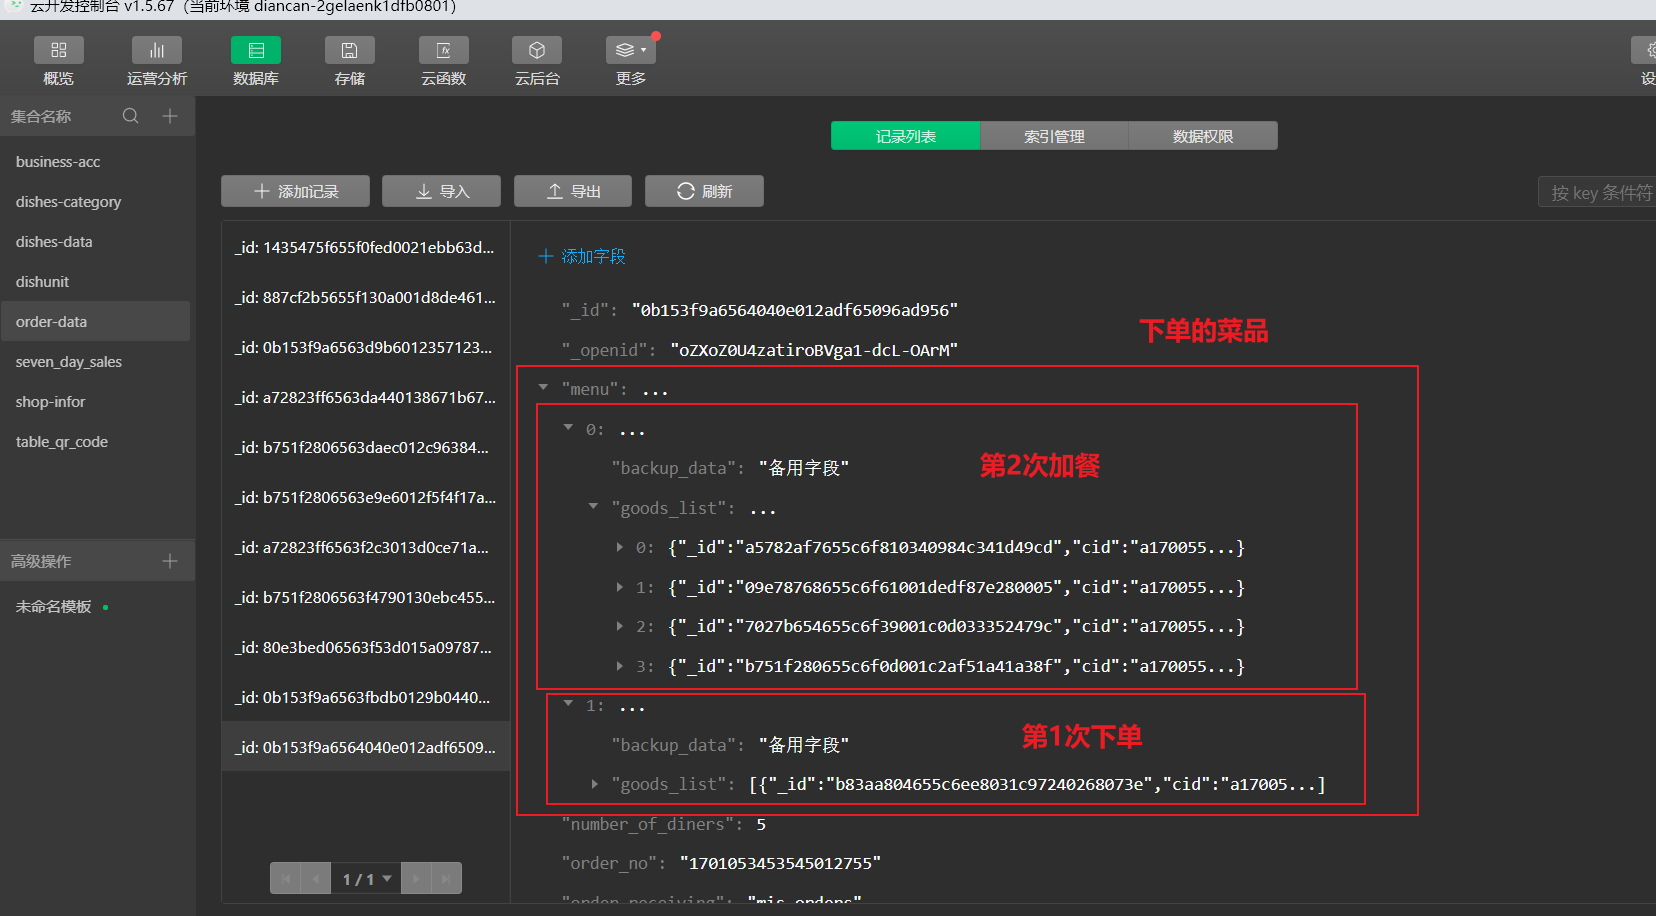 云开发控制台 v1.5.67 (当前环境 diancan-2gelaenk1dfb0801)
概览
运营分析
数据库
存储
云函数
云后台
更多
集合名称
记录列表
索引管理
数据权限
business-acc
添加记录
导入
导出
刷新
按 key 条件符
dishes-category
dishes-data
dishunit
order-data
seven_day_sales
shop-infor
table_qr_code
高级操作
未命名模板
_id: 1435475f655f0fed0021ebb63d...
_id: 887cf2b5655f130a001d8de461...
_id: 0b153f9a6563d9b6012357123...
_id: a72823ff6563da440138671b67...
_id: b751f2806563daec012c96384...
_id: b751f2806563e9e6012f5f4f17a...
_id: a72823ff6563f2c3013d0ce71a...
_id: b751f2806563f4790130ebc455...
_id: 80e3bed06563f53d015a09787...
_id: 0b153f9a6563fbdb0129b0440...
_id: 0b153f9a6564040e012adf6509...
1 / 1
添加字段
"_id": "0b153f9a6564040e012adf65096ad956"
下单的菜品
"_openid": "oZXoZ0U4zatiroBVga1-dcL-OArM"
"menu": ...
0: ...
"backup_data": "备用字段"
第2次加餐
"goods_list": ...
0: {"_id":"a5782af7655c6f810340984c341d49cd","cid":"a170055...}
1: {"_id":"09e78768655c6f61001dedf87e280005","cid":"a170055...}
2: {"_id":"7027b654655c6f39001c0d033352479c","cid":"a170055...}
3: {"_id":"b751f280655c6f0d001c2af51a41a38f","cid":"a170055...}
1: ...
"backup_data": "备用字段"
第1次下单
"goods_list": [{"_id":"b83aa804655c6ee8031c97240268073e","cid":"a17005...]
"number_of_diners": 5
"order_no": "1701053453545012755"
"order_receiving": "mis_orders"